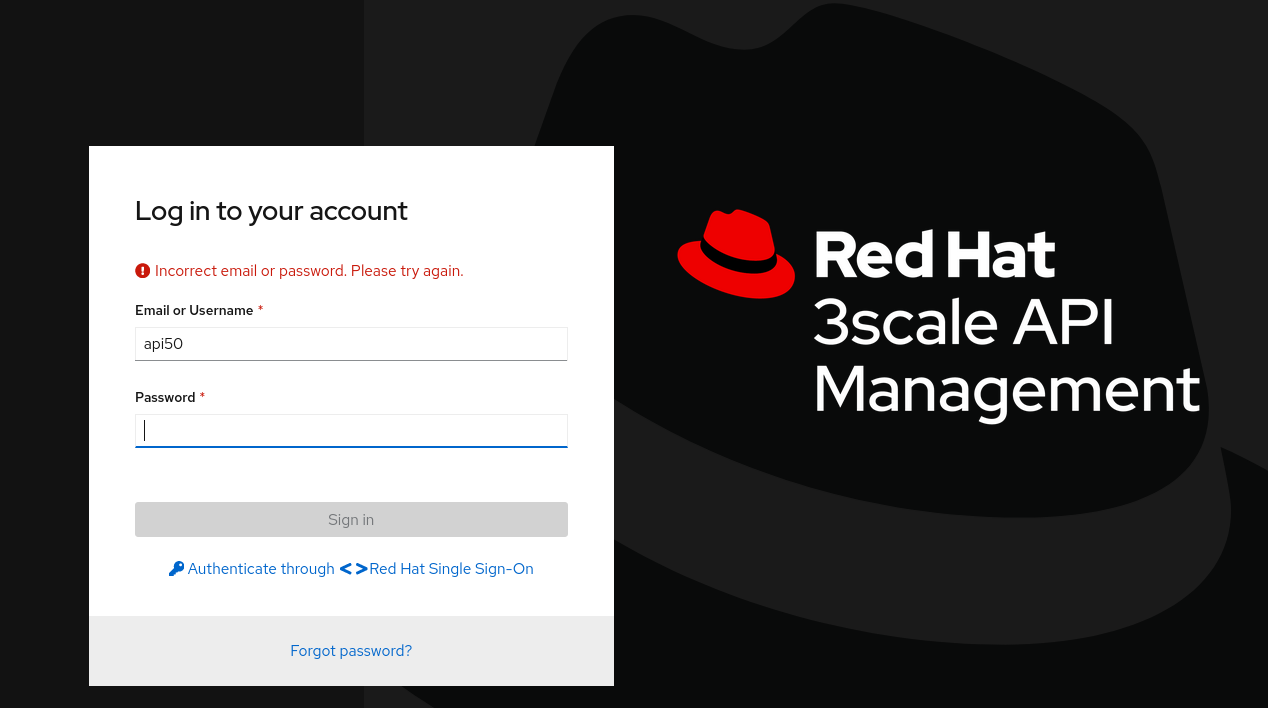 Log in to your account
Incorrect email or password. Please try again.
Email or Username *
api50
Password *
Sign in
Authenticate through <>Red Hat Single Sign-On
Forgot password?
Red Hat
3scale API
Management